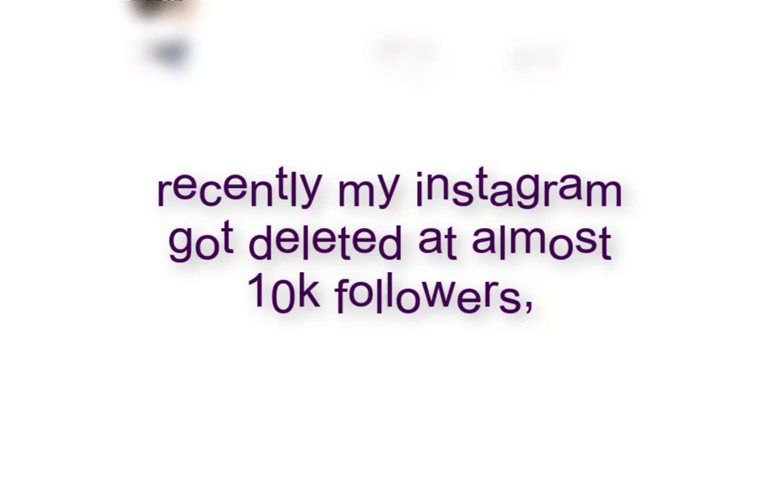 recently my instagram
got deleted at almost
10k followers,